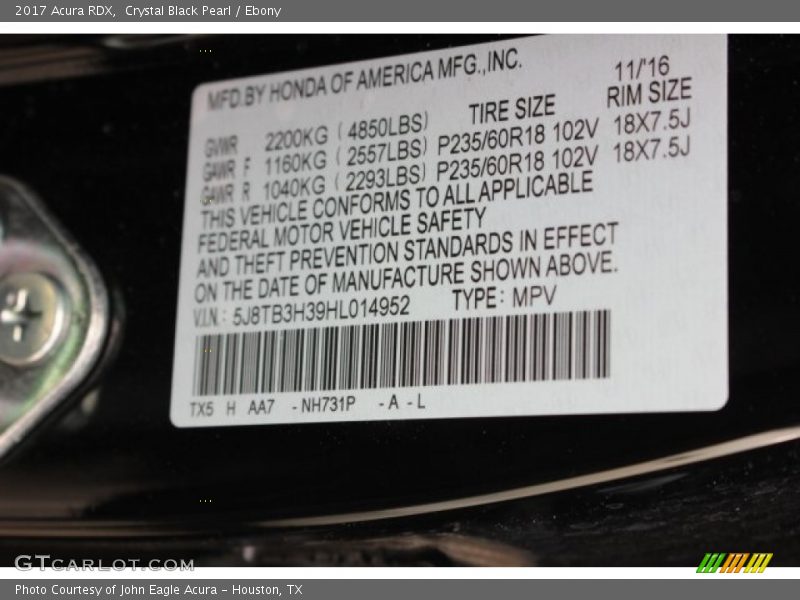 2017 Acura RDX,  Crystal Black Pearl / Ebony
MFD.BY HONDA OF AMERICA MFG.,INC.
11/'16
GVWR 2200KG ( 4850LBS) TIRE SIZE RIM SIZE
GAWR F 1160KG ( 2557LBS) P235/60R18 102V 18X7.5J
GAWR R 1040KG ( 2293LBS) P235/60R18 102V 18X7.5J
THIS VEHICLE CONFORMS TO ALL APPLICABLE
FEDERAL MOTOR VEHICLE SAFETY
AND THEFT PREVENTION STANDARDS IN EFFECT
ON THE DATE OF MANUFACTURE SHOWN ABOVE.
V.I.N.: 5J8TB3H39HL014952 TYPE: MPV
TX5 H AA7 - NH731P - A - L
GTCARLOT.COM
Photo Courtesy of John Eagle Acura - Houston, TX